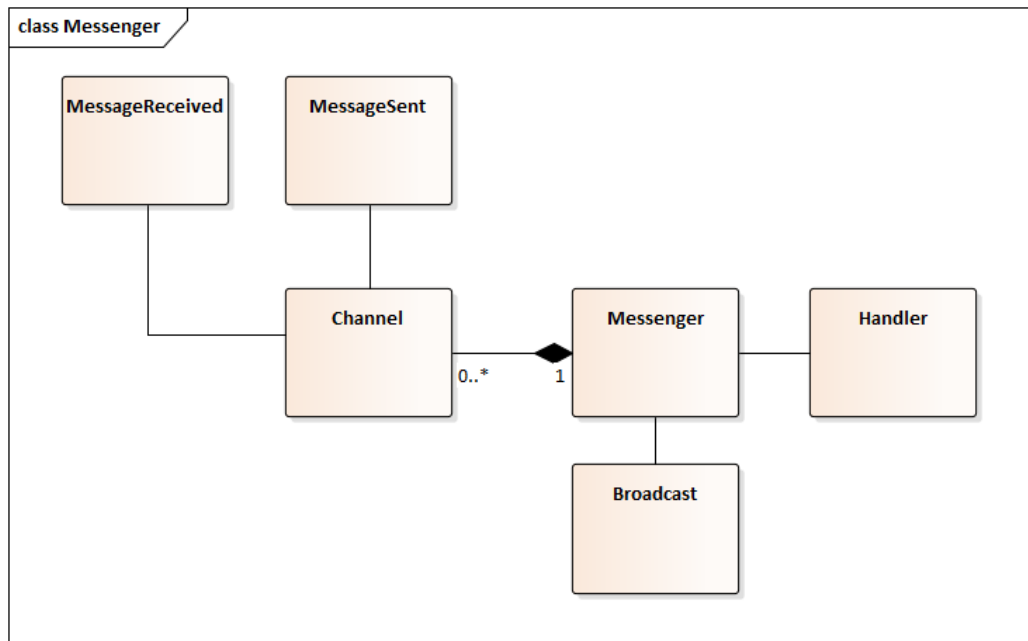 class Messenger
MessageReceived
MessageSent
Channel
Messenger
Handler
0..*
1
Broadcast